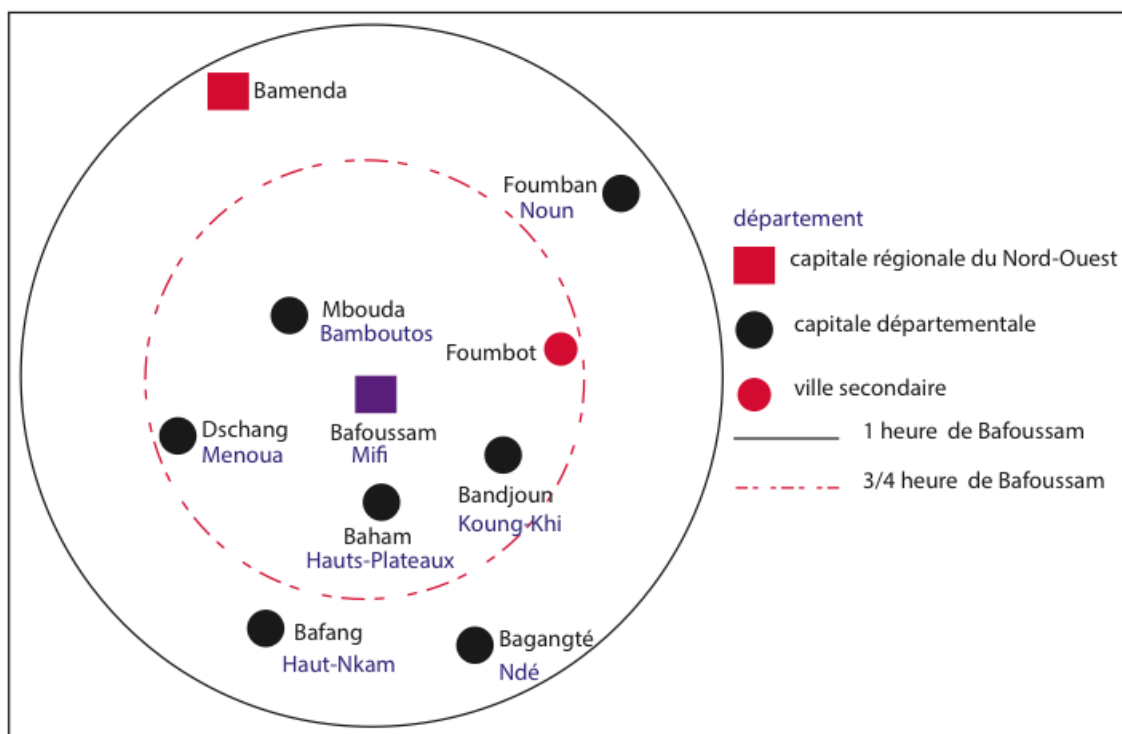 Bamenda
Foumban
Noun
Mbouda
Bamboutos
Foumbot
Dschang
Menoua
Bafoussam
Mifi
Bandjoun
Koung-Khi
Baham
Hauts-Plateaux
Bafang
Haut-Nkam
Bagangté
Ndé
département
capitale régionale du Nord-Ouest
capitale départementale
ville secondaire
1 heure de Bafoussam
3/4 heure de Bafoussam